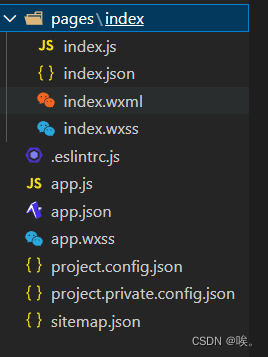 pages\index
JS index.js
{ } index.json
index.wxml
index.wxss
.eslintrc.js
JS app.js
app.json
app.wxss
{ } project.config.json
{ } project.private.config.json
{ } sitemap.json
CSDN @唉。